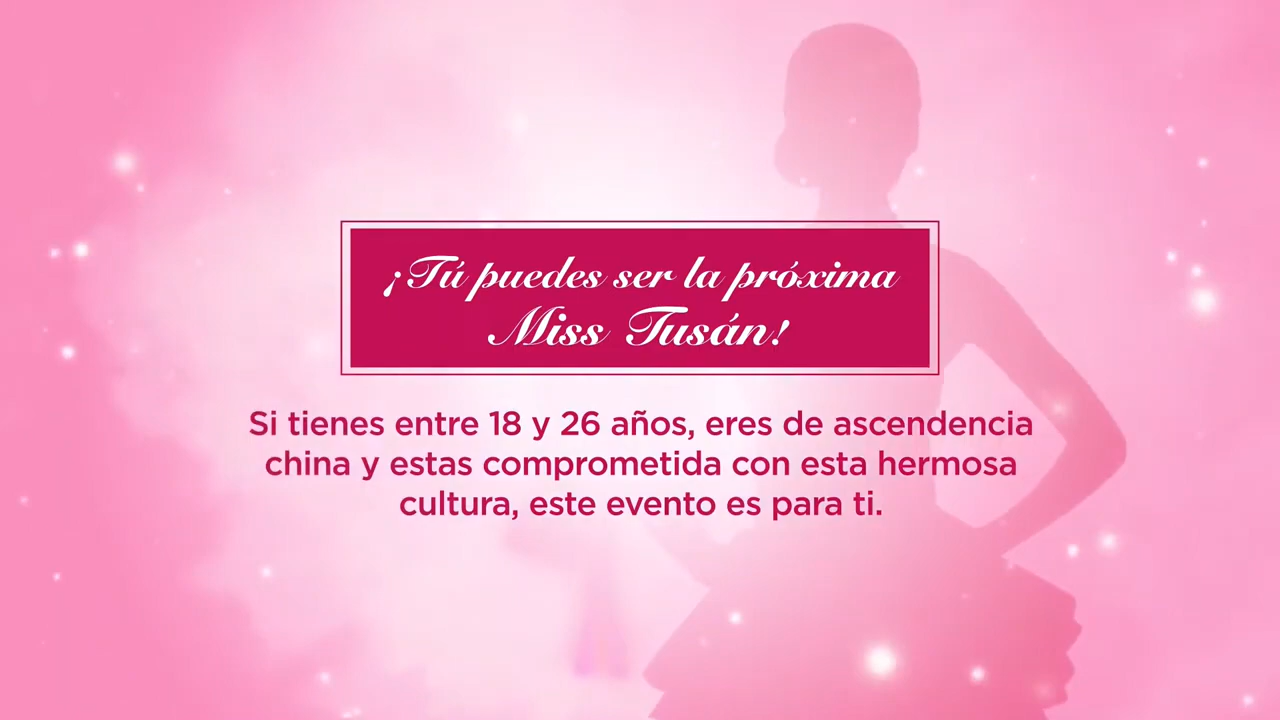 ¡Tú puedes ser la próxima
Miss Tusán!
Si tienes entre 18 y 26 años, eres de ascendencia
china y estas comprometida con esta hermosa
cultura, este evento es para ti.